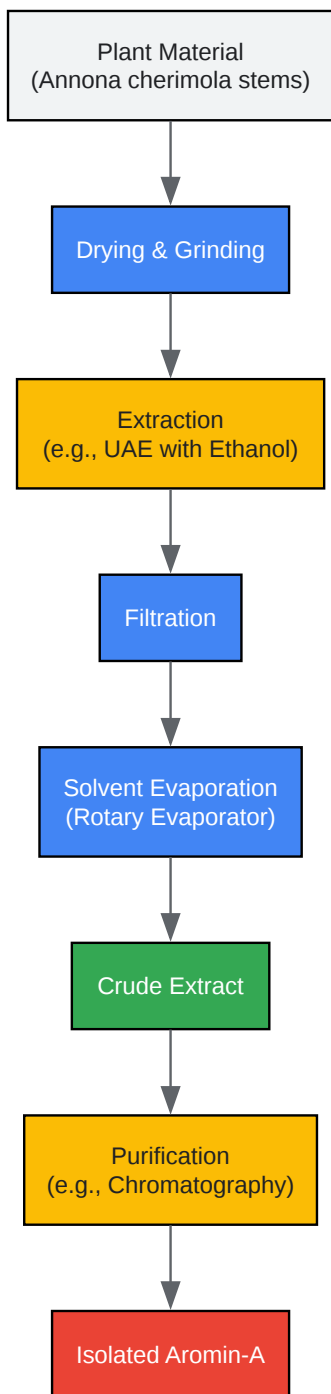 Plant Material
(Annona cherimola stems)
Drying & Grinding
Extraction
(e.g., UAE with Ethanol)
Filtration
Solvent Evaporation
(Rotary Evaporator)
Crude Extract
Purification
(e.g., Chromatography)
Isolated Aromin-A